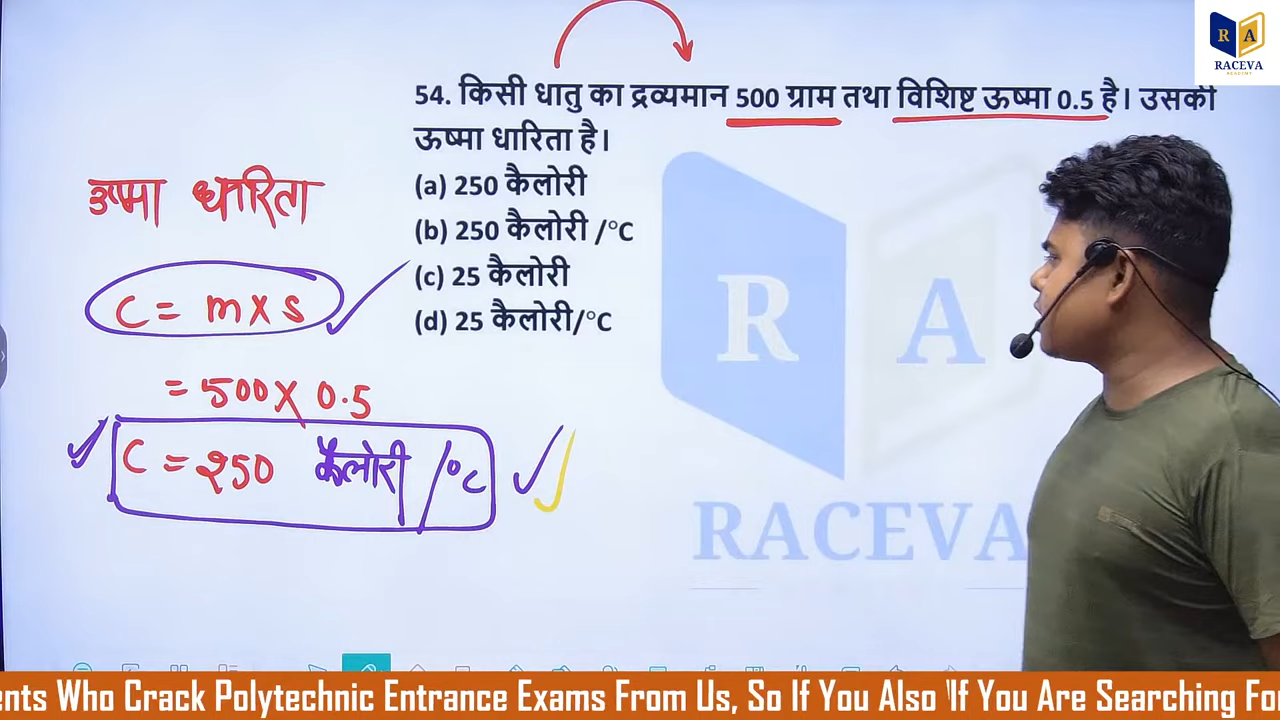 RACEVA
ACADEMY
54. किसी धातु का द्रव्यमान 500 ग्राम तथा विशिष्ट ऊष्मा 0.5 है। उसकी
ऊष्मा धारिता है।
(a) 250 कैलोरी
(b) 250 कैलोरी /°C
(c) 25 कैलोरी
(d) 25 कैलोरी/°C
ऊष्मा धारिता
C = m x s
= 500 x 0.5
C = 250 कैलोरी /°C
R A
RACEVA
ents Who Crack Polytechnic Entrance Exams From Us, So If You Also 'If You Are Searching Fo